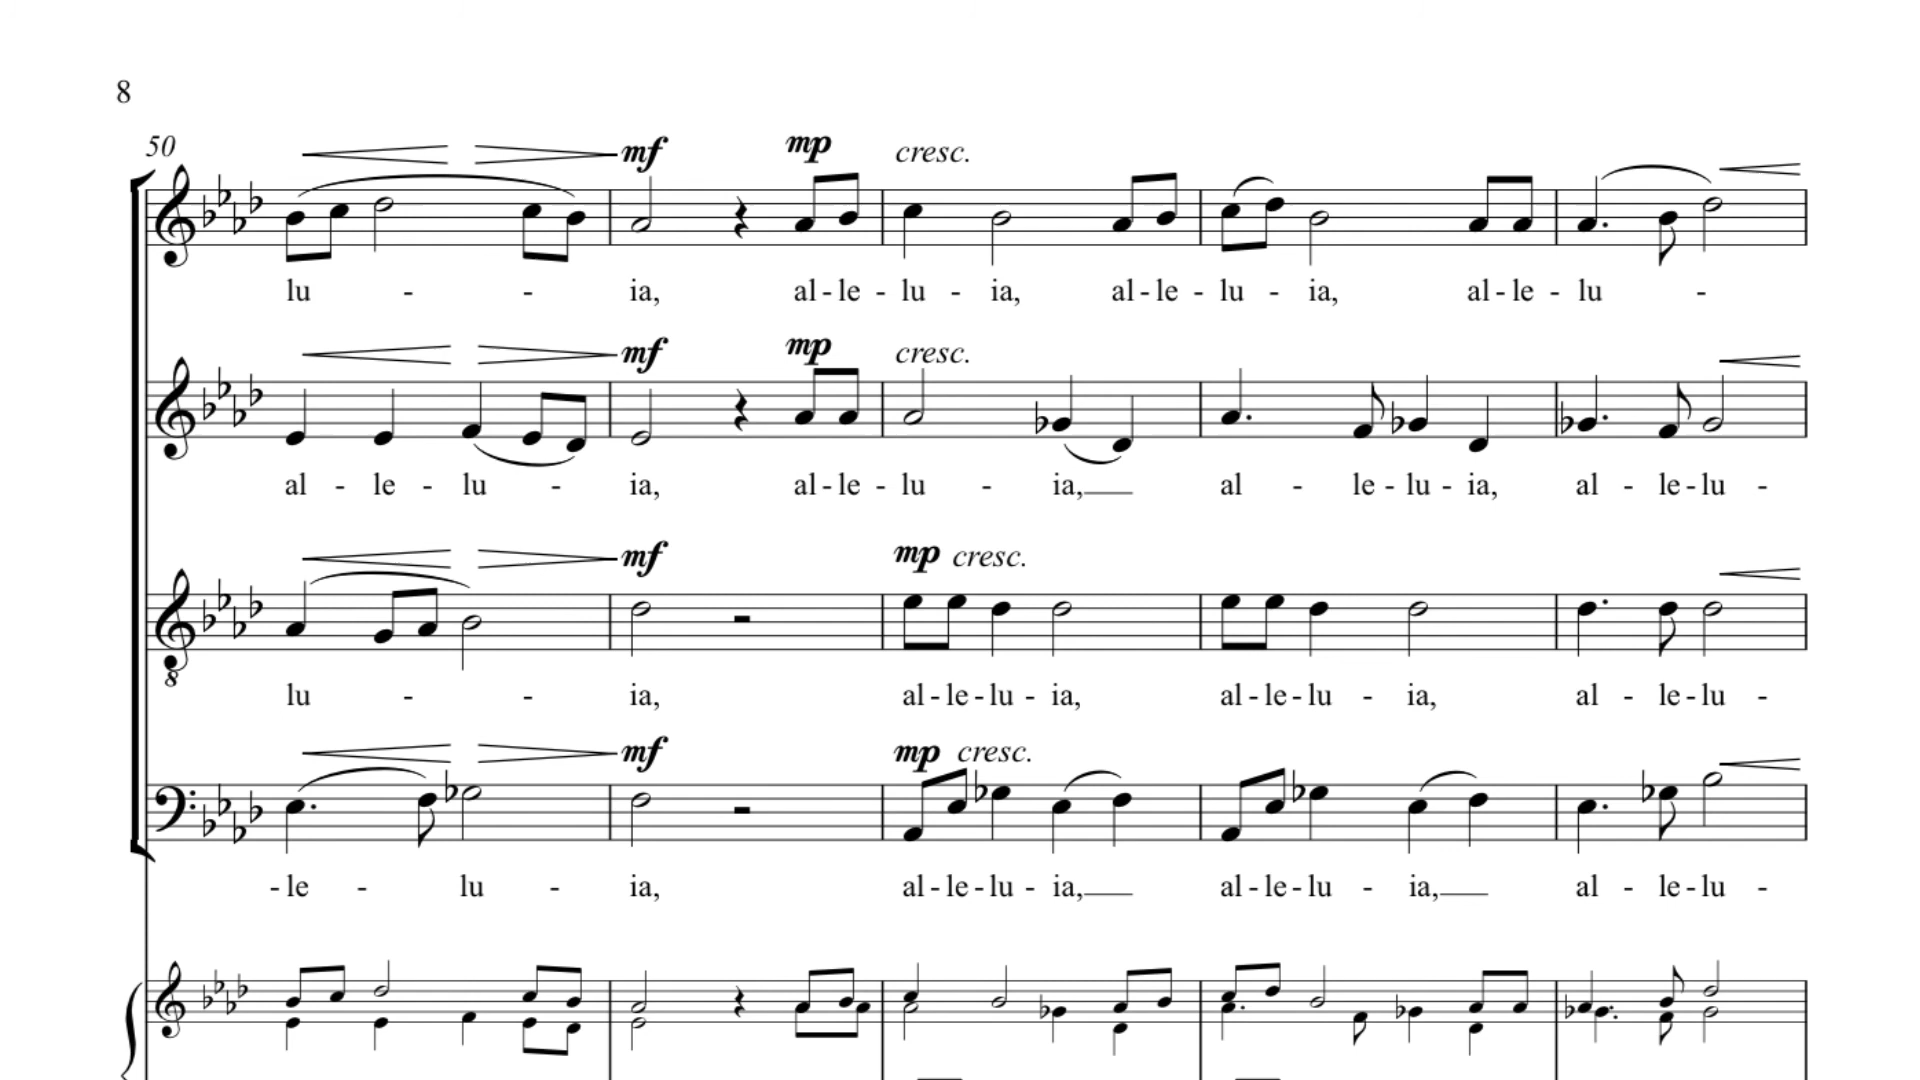 8
50
mf mp cresc.
lu - - ia, al - le - lu - ia, al - le - lu - ia, al - le - lu -
mf mp cresc.
al - le - lu - ia, al - le - lu - ia, al - le - lu - ia, al - le - lu -
mf mp cresc.
8
lu - - ia, al - le - lu - ia, al - le - lu - ia, al - le - lu -
mf mp cresc.
- le - lu - ia, al - le - lu - ia, al - le - lu - ia, al - le - lu -